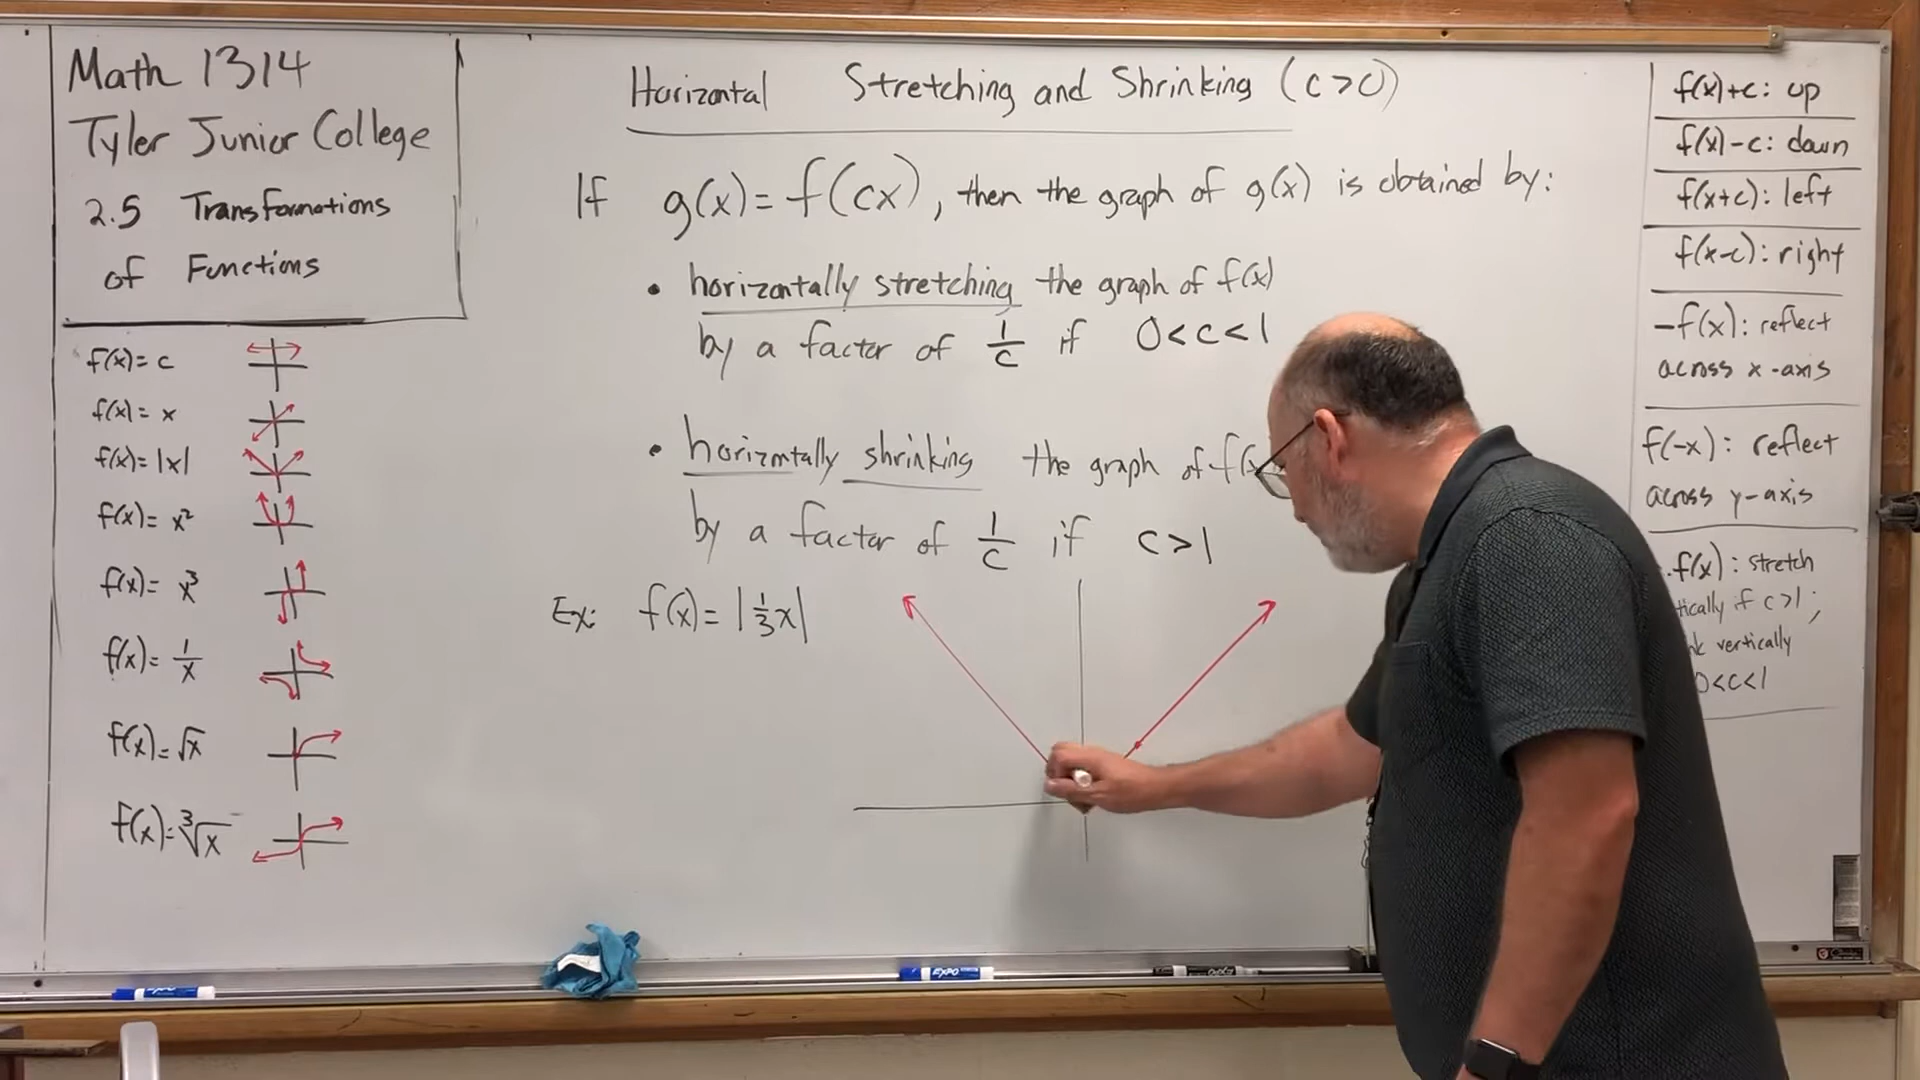 Math 1314
Tyler Junior College
2.5 Transformations
of Functions
f(x) = c
f(x) = x
f(x) = |x|
f(x) = x²
f(x) = x³
f(x) = 1/x
f(x) = √x
f(x) = ³√x
Horizontal Stretching and Shrinking (c>0)
If g(x) = f(cx), then the graph of g(x) is obtained by:
• horizontally stretching the graph of f(x)
by a factor of 1/c if 0<c<1
• horizontally shrinking the graph of
by a factor of 1/c if c>1
Ex: f(x) = |1/3x|
f(x)+c: up
f(x)-c: down
f(x+c): left
f(x-c): right
-f(x): reflect
across x-axis
f(-x): reflect
across y-axis
f(x): stretch
if c>1;
vertically
0<c<1
EXPO